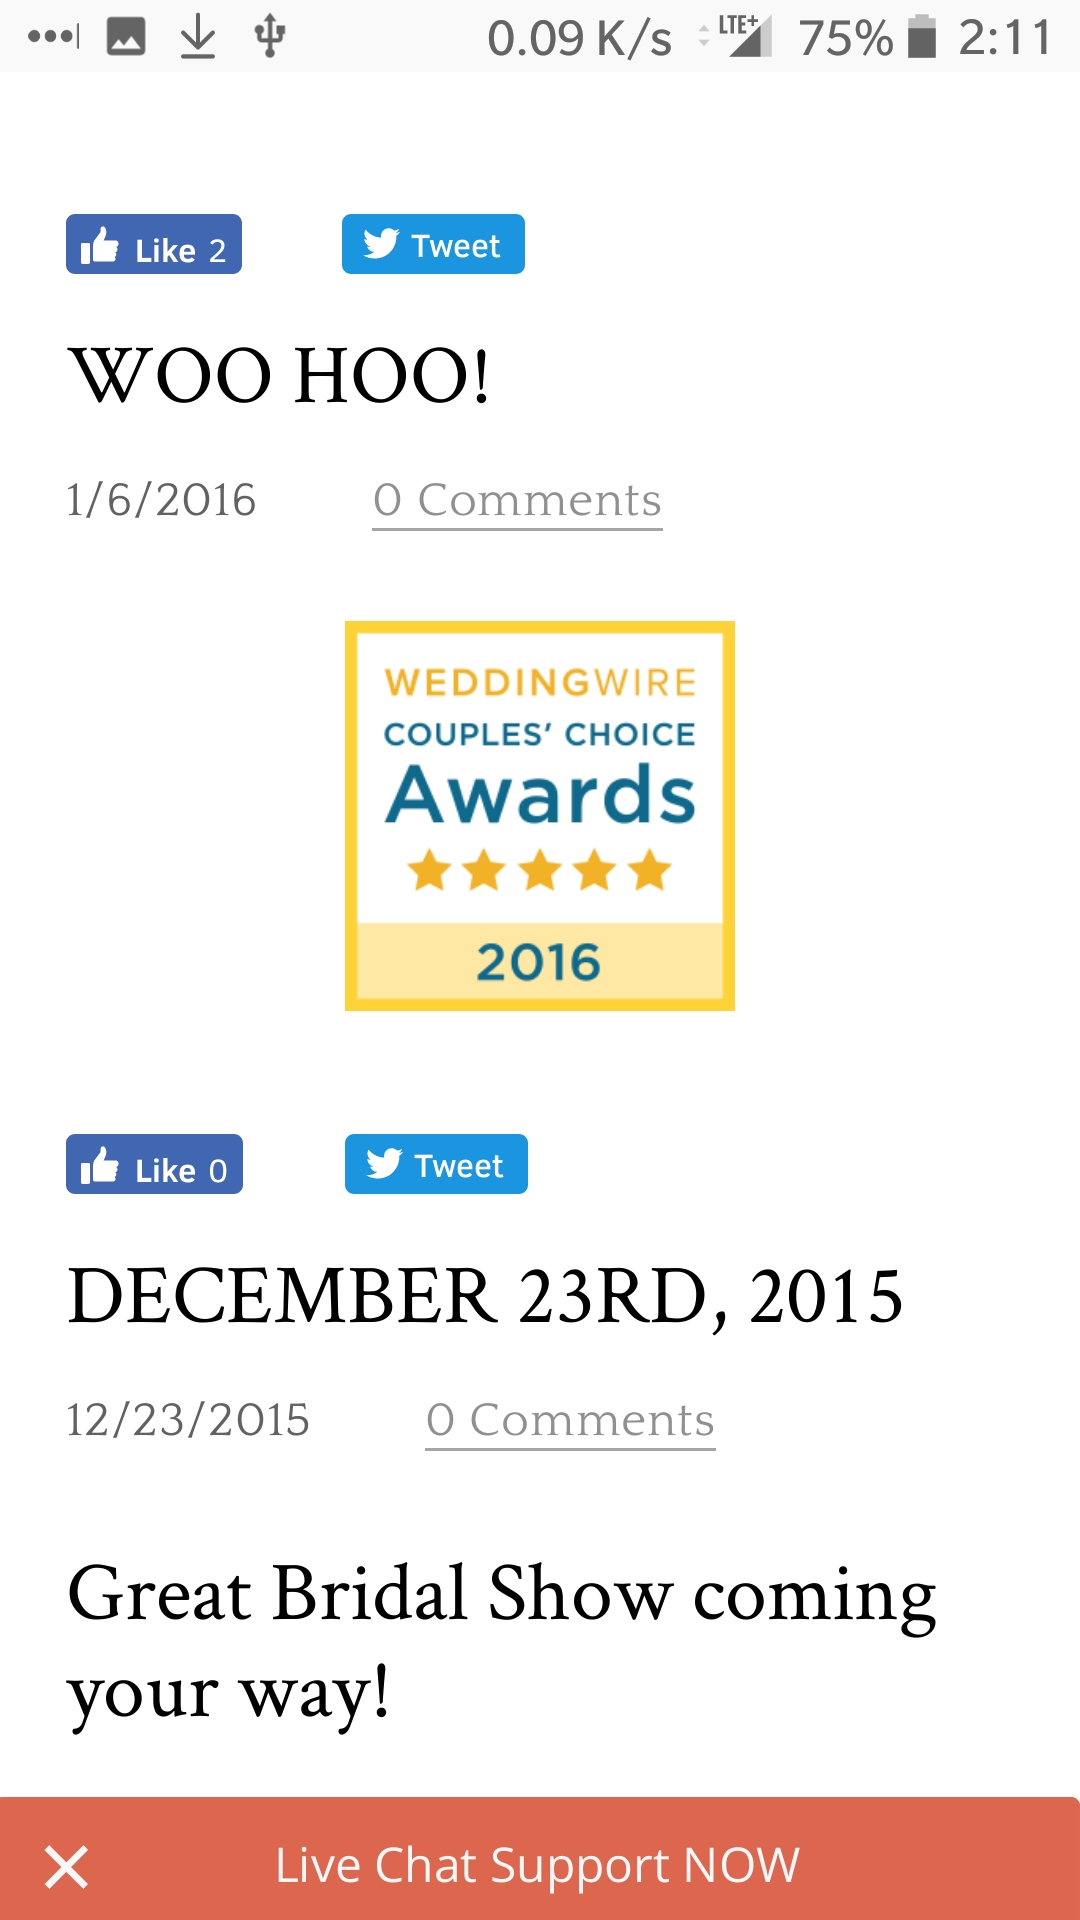 0.09 K/s LTE+ 75% 2:11
Like 2 Tweet
WOO HOO!
1/6/2016 0 Comments
WEDDINGWIRE
COUPLES’ CHOICE
Awards
2016
Like 0 Tweet
DECEMBER 23RD, 2015
12/23/2015 0 Comments
Great Bridal Show coming
your way!
Live Chat Support NOW